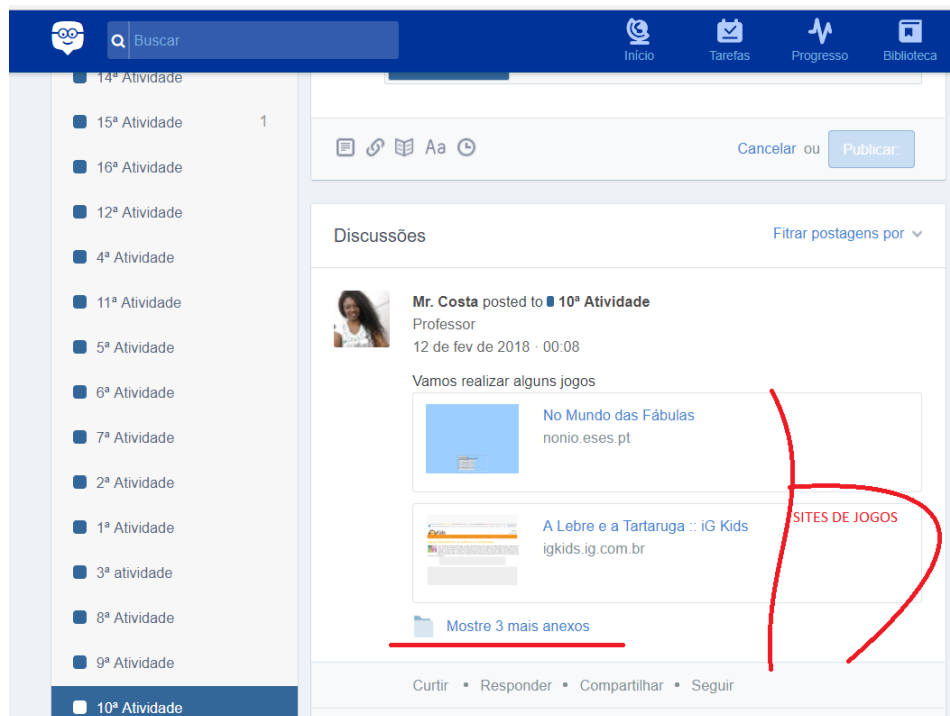 Buscar
Início
Tarefas
Progresso
Biblioteca
14ª Atividade
15ª Atividade 1
16ª Atividade
12ª Atividade
4ª Atividade
11ª Atividade
5ª Atividade
6ª Atividade
7ª Atividade
2ª Atividade
1ª Atividade
3ª atividade
8ª Atividade
9ª Atividade
10ª Atividade
Aa
Cancelar ou Publicar
Discussões
Fitrar postagens por
Mr. Costa posted to 10ª Atividade
Professor
12 de fev de 2018 · 00:08
Vamos realizar alguns jogos
No Mundo das Fábulas
nonio.eses.pt
A Lebre e a Tartaruga :: iG Kids
igkids.ig.com.br
SITES DE JOGOS
Mostre 3 mais anexos
Curtir • Responder • Compartilhar • Seguir